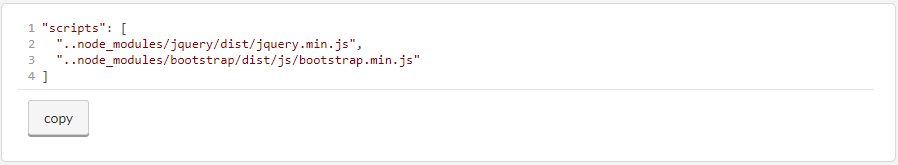 1 "scripts": [
2 "..node_modules/jquery/dist/jquery.min.js",
3 "..node_modules/bootstrap/dist/js/bootstrap.min.js"
4 ]
copy